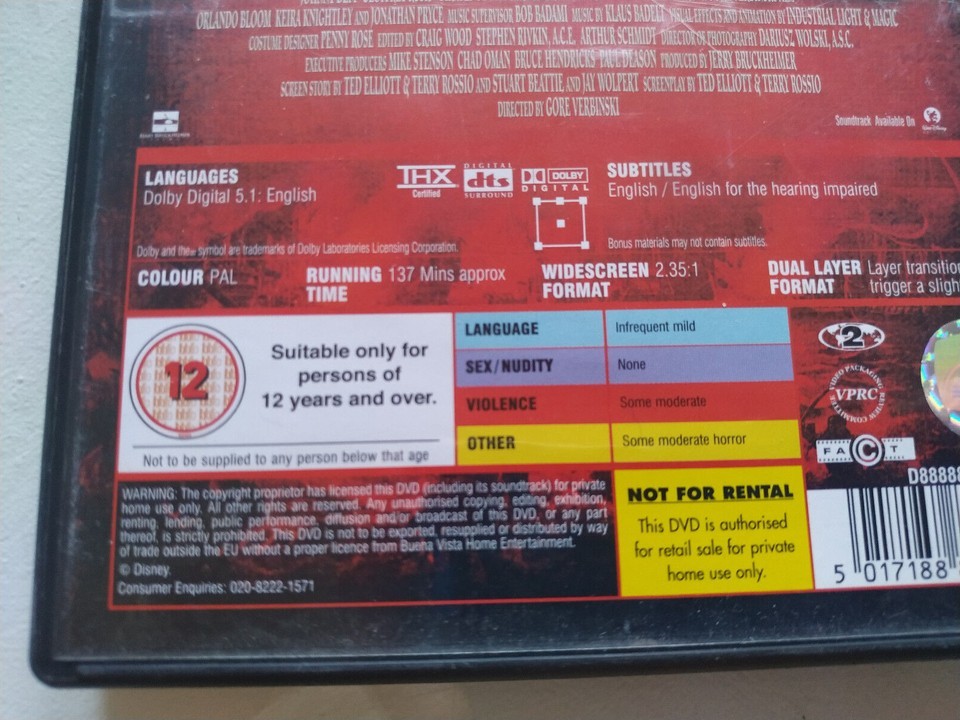 ORLANDO BLOOM KEIRA KNIGHTLEY AND JONATHAN PRYCE MUSIC SUPERVISOR BOB BADAMI MUSIC BY KLAUS BADELT VISUAL EFFECTS AND ANIMATION BY INDUSTRIAL LIGHT & MAGIC
COSTUME DESIGNER PENNY ROSE EDITED BY CRAIG WOOD STEPHEN RIVKIN, A.C.E. ARTHUR SCHMIDT DIRECTOR OF PHOTOGRAPHY DARIUSZ WOLSKI, A.S.C.
EXECUTIVE PRODUCERS MIKE STENSON CHAD OMAN BRUCE HENDRICKS PAUL DEASON PRODUCED BY JERRY BRUCKHEIMER
SCREEN STORY BY TED ELLIOTT & TERRY ROSSIO AND STUART BEATTIE AND JAY WOLPERT SCREENPLAY BY TED ELLIOTT & TERRY ROSSIO
DIRECTED BY GORE VERBINSKI
Soundtrack Available On
LANGUAGES
Dolby Digital 5.1: English
THX
Certified
DIGITAL
dts
SURROUND
DOLBY
DIGITAL
SUBTITLES
English / English for the hearing impaired
Dolby and the symbol are trademarks of Dolby Laboratories Licensing Corporation.
Bonus materials may not contain subtitles.
COLOUR PAL
RUNNING TIME 137 Mins approx
WIDESCREEN FORMAT 2.35:1
DUAL LAYER FORMAT Layer transition
trigger a sligh
12
Suitable only for
persons of
12 years and over.
Not to be supplied to any person below that age
LANGUAGE Infrequent mild
SEX/NUDITY None
VIOLENCE Some moderate
OTHER Some moderate horror
2
VIDEO PACKAGING REVIEW COMMITTEE
VPRC
FACT
WARNING: The copyright proprietor has licensed this DVD (including its soundtrack) for private
home use only. All other rights are reserved. Any unauthorised copying, editing, exhibition,
renting, lending, public performance, diffusion and/or broadcast of this DVD, or any part
thereof, is strictly prohibited. This DVD is not to be exported, resupplied or distributed by way
of trade outside the EU without a proper licence from Buena Vista Home Entertainment.
© Disney.
Consumer Enquiries: 020-8222-1571
NOT FOR RENTAL
This DVD is authorised
for retail sale for private
home use only.
D88888
5 017188